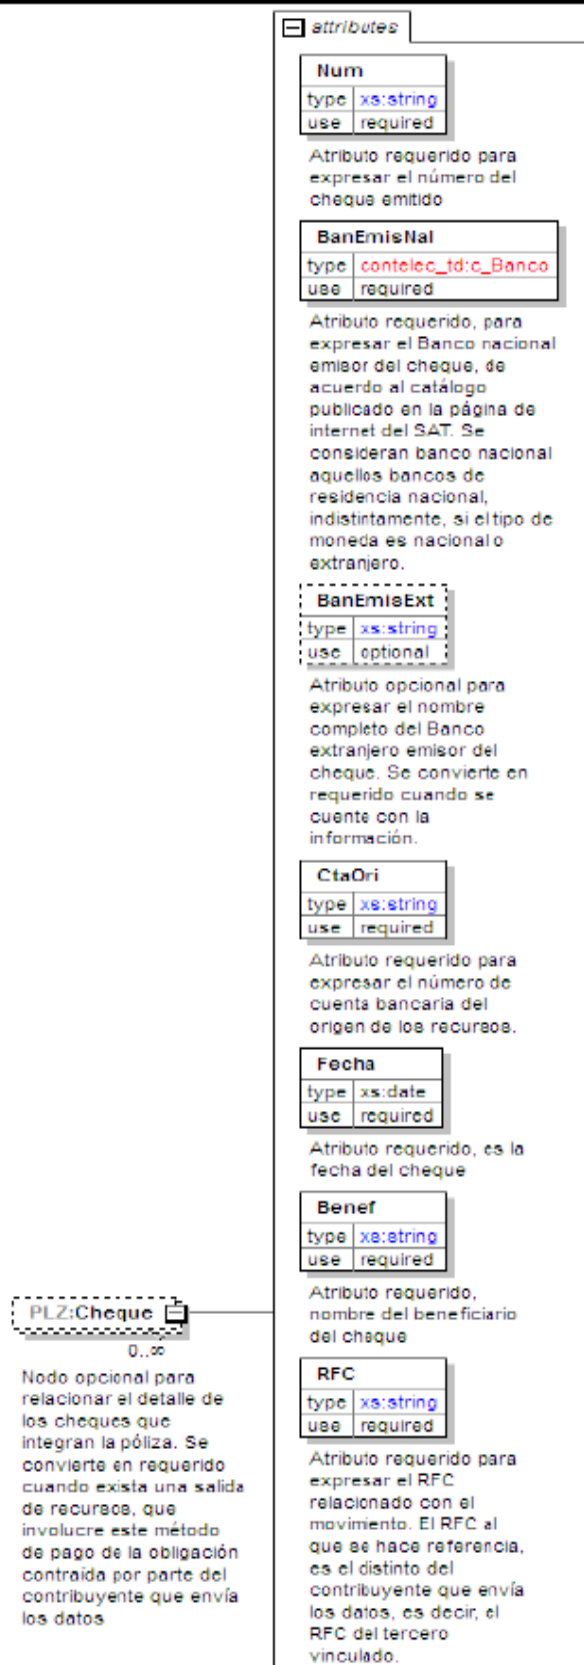 attributes
Num
type xs:string
use required
Atributo requerido para
expresar el número del
cheque emitido
BanEmisNal
type contelec_td:c_Banco
use required
Atributo requerido, para
expresar el Banco nacional
emisor del cheque, de
acuerdo al catálogo
publicado en la página de
internet del SAT. Se
consideran banco nacional
aquellos bancos de
residencia nacional,
indistintamente, si el tipo de
moneda es nacional o
extranjero.
BanEmisExt
type xs:string
use optional
Atributo opcional para
expresar el nombre
completo del Banco
extranjero emisor del
cheque. Se convierte en
requerido cuando se
cuente con la
información.
CtaOri
type xs:string
use required
Atributo requerido para
expresar el número de
cuenta bancaria del
origen de los recursos.
Fecha
type xs:date
use required
Atributo requerido, es la
fecha del cheque
Benef
type xs:string
use required
Atributo requerido,
nombre del beneficiario
del cheque
PLZ:Cheque
0..∞
Nodo opcional para
relacionar el detalle de
los cheques que
integran la póliza. Se
convierte en requerido
cuando exista una salida
de recursos, que
involucre este método
de pago de la obligación
contraída por parte del
contribuyente que envía
los datos
RFC
type xs:string
use required
Atributo requerido para
expresar el RFC
relacionado con el
movimiento. El RFC al
que se hace referencia,
es el distinto del
contribuyente que envía
los datos, es decir, el
RFC del tercero
vinculado.